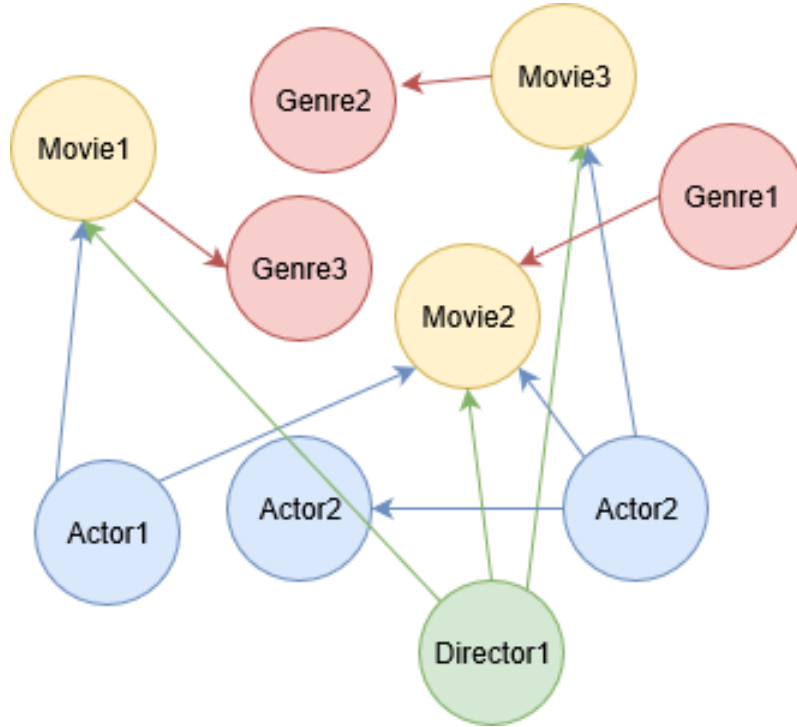 Movie3
Genre2
Movie1
Genre1
Genre3
Movie2
Actor1
Actor2
Actor2
Director1